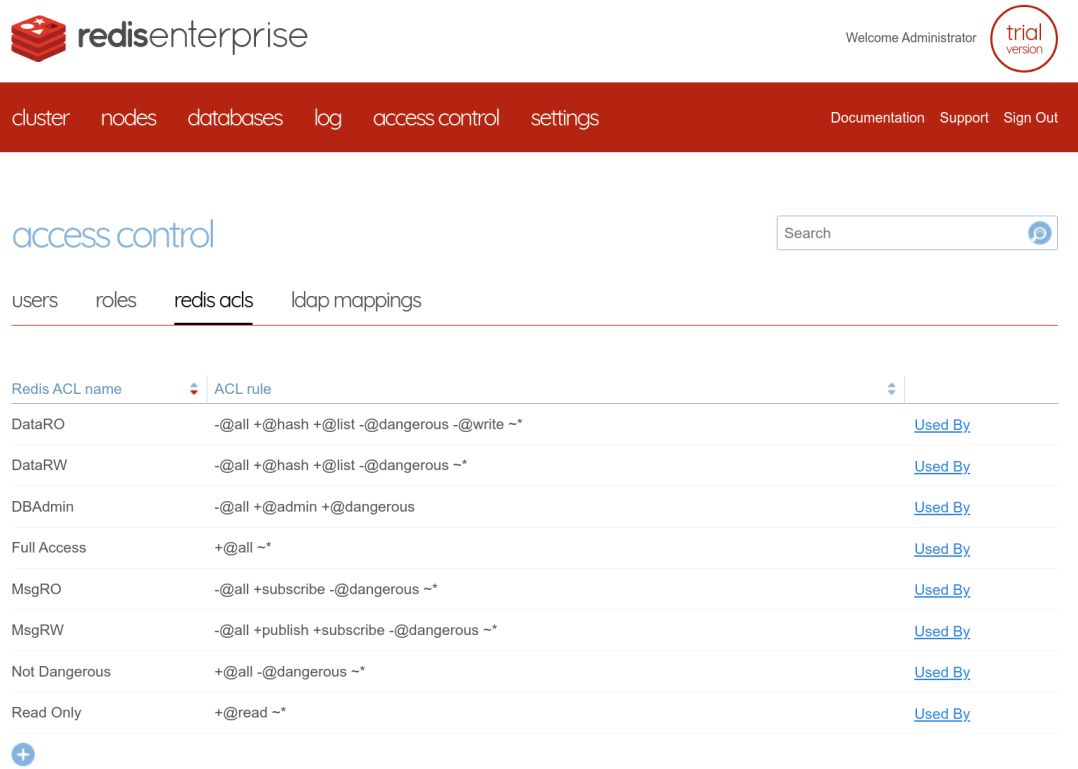 redisenterprise
Welcome Administrator
trial
version
cluster nodes databases log access control settings Documentation Support Sign Out
access control
Search
users roles redis acls ldap mappings
Redis ACL name ACL rule
DataRO -@all +@hash +@list -@dangerous -@write ~* Used By
DataRW -@all +@hash +@list -@dangerous ~* Used By
DBAdmin -@all +@admin +@dangerous Used By
Full Access +@all ~* Used By
MsgRO -@all +subscribe -@dangerous ~* Used By
MsgRW -@all +publish +subscribe -@dangerous ~* Used By
Not Dangerous +@all -@dangerous ~* Used By
Read Only +@read ~* Used By